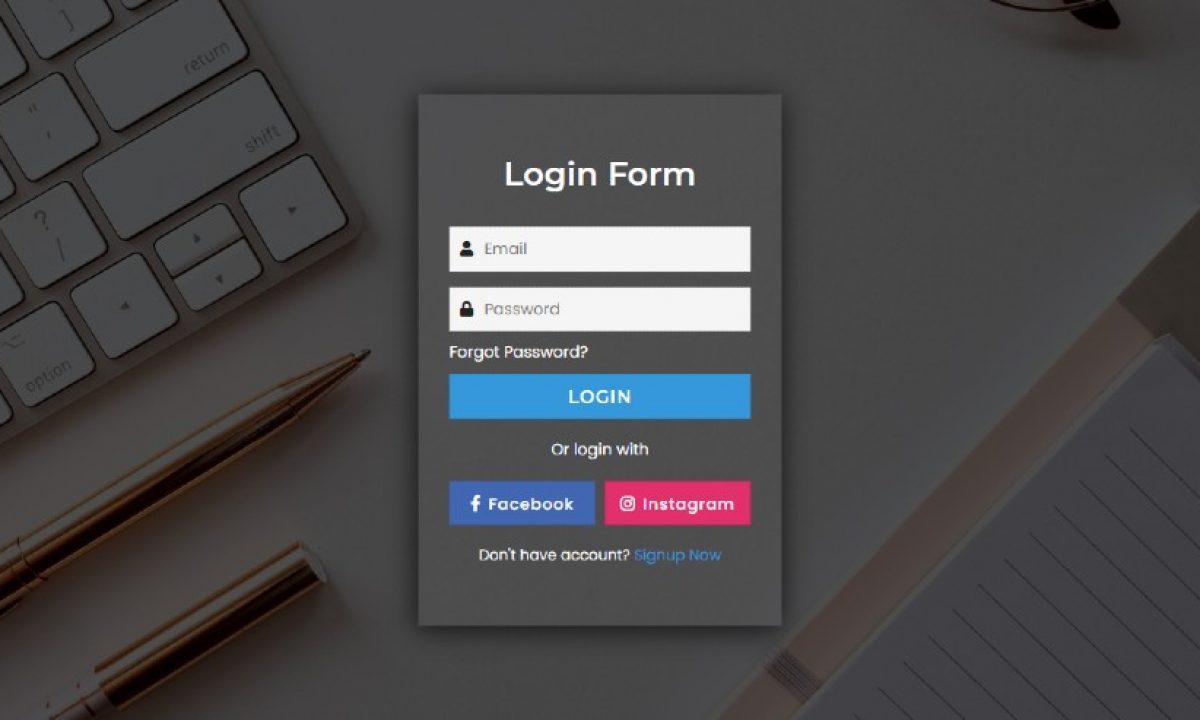 ]
return
"
'
shift
?
/
option
Login Form
Email
Password
Forgot Password?
LOGIN
Or login with
Facebook
Instagram
Don't have account? Signup Now